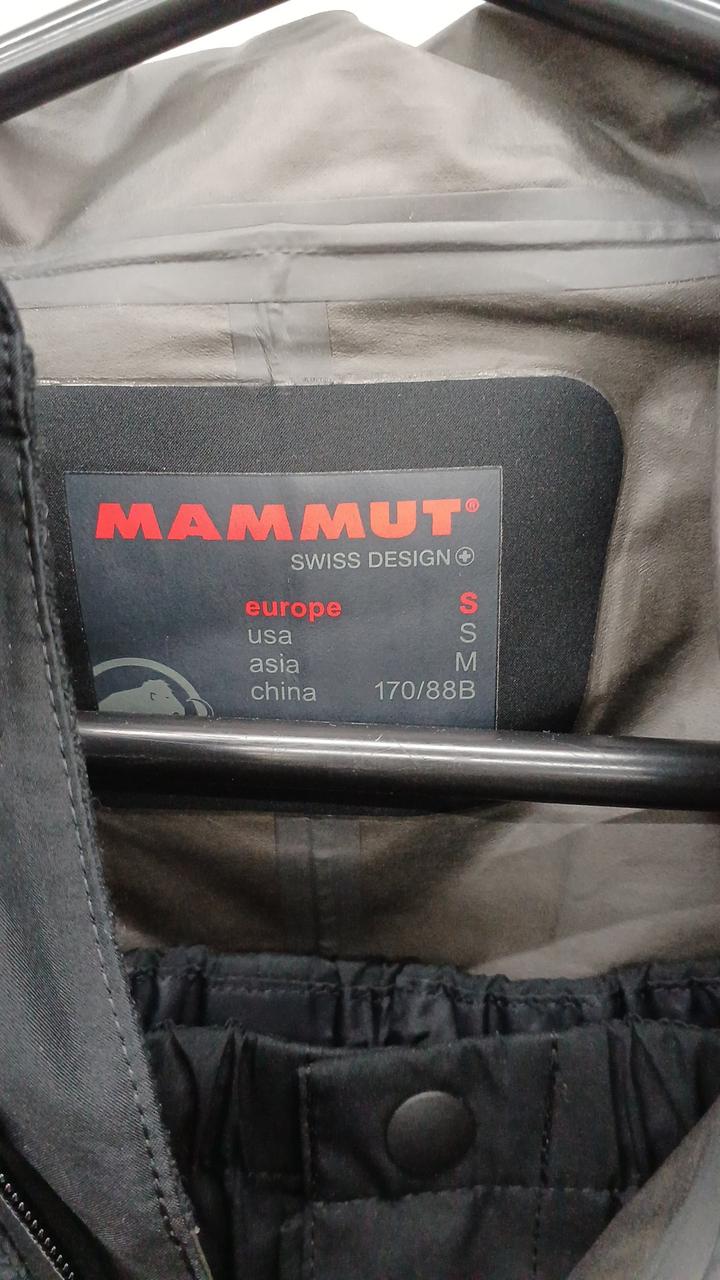 MAMMUT®
SWISS DESIGN
europe S
usa S
asia M
china 170/88B